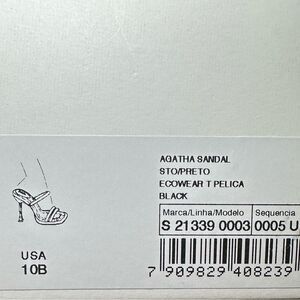 AGATHA SANDAL
STO/PRETO
ECOWEAR T PELICA
BLACK
Marca/Linha/Modelo Sequencia
S 21339 0003 0005 U
USA
10B
7 909829 408239